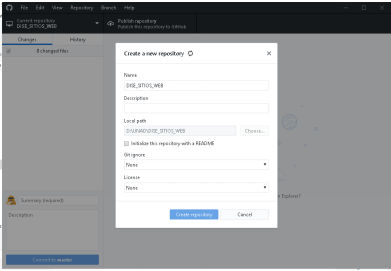 File Edit View Repository Branch Help
Current repository
DISE_SITIOS_WEB
Publish repository
Publish this repository to GitHub
Changes
History
0 changed files
Create a new repository
Name
DISE_SITIOS_WEB
Description
Local path
D:\UNAD\DISE_SITIOS_WEB
Choose...
Initialize this repository with a README
Git ignore
None
License
None
Create repository
Cancel
Explorer?
Summary (required)
Description
Commit to master